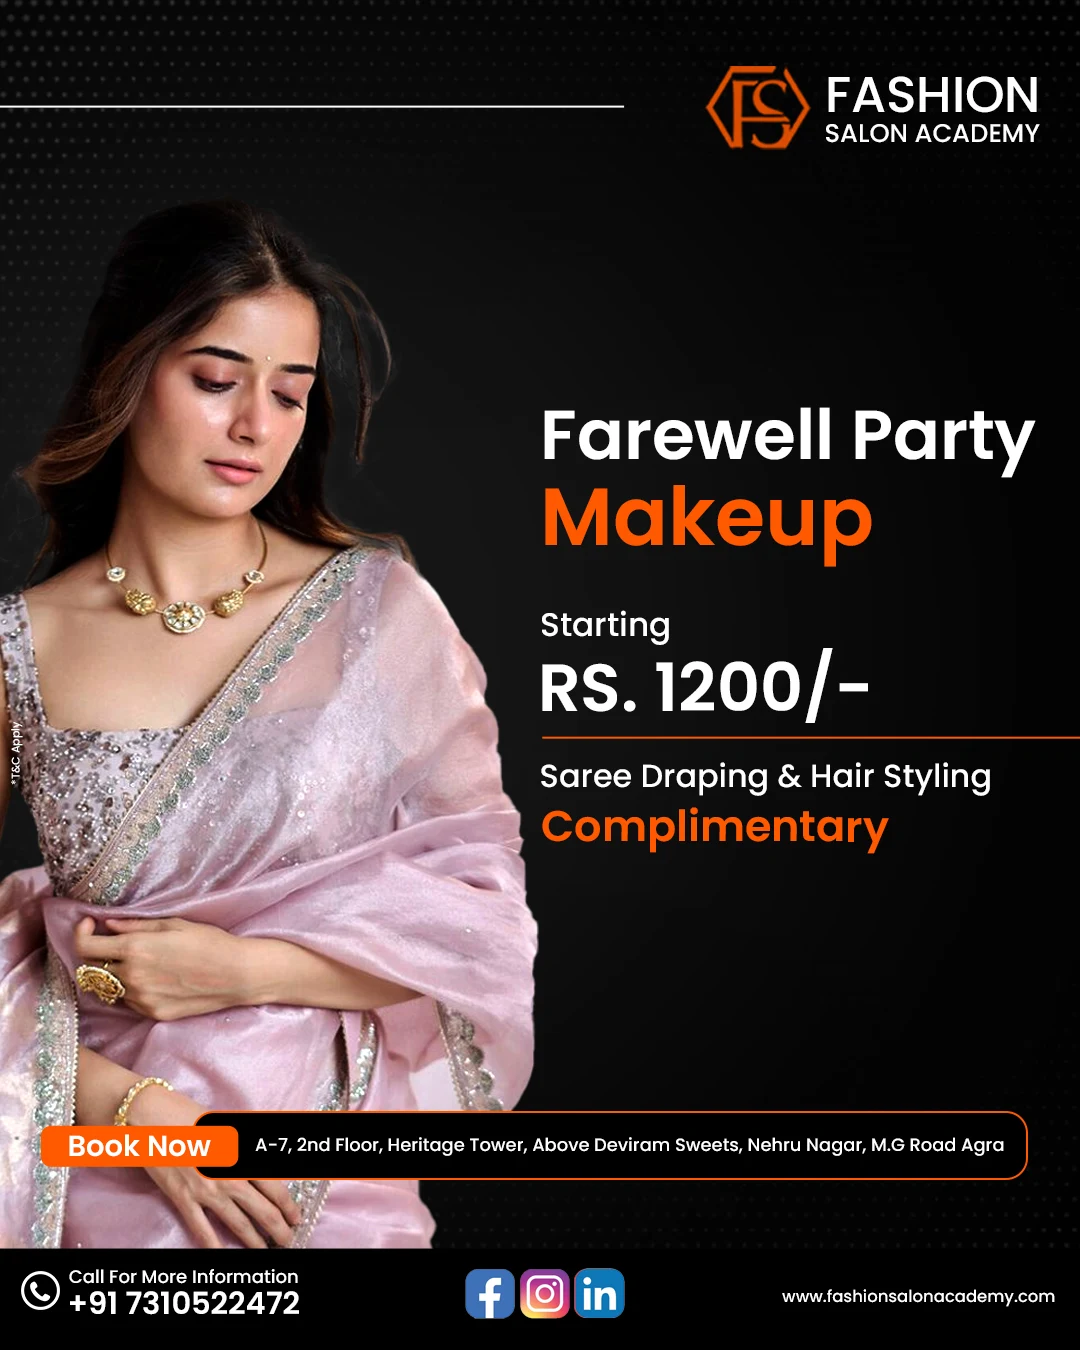 FS
FASHION
SALON ACADEMY
Farewell Party
Makeup
Starting
RS. 1200/-
Saree Draping & Hair Styling
Complimentary
*T&C Apply
Book Now
A-7, 2nd Floor, Heritage Tower, Above Deviram Sweets, Nehru Nagar, M.G Road Agra
Call For More Information
+91 7310522472
www.fashionsalonacademy.com